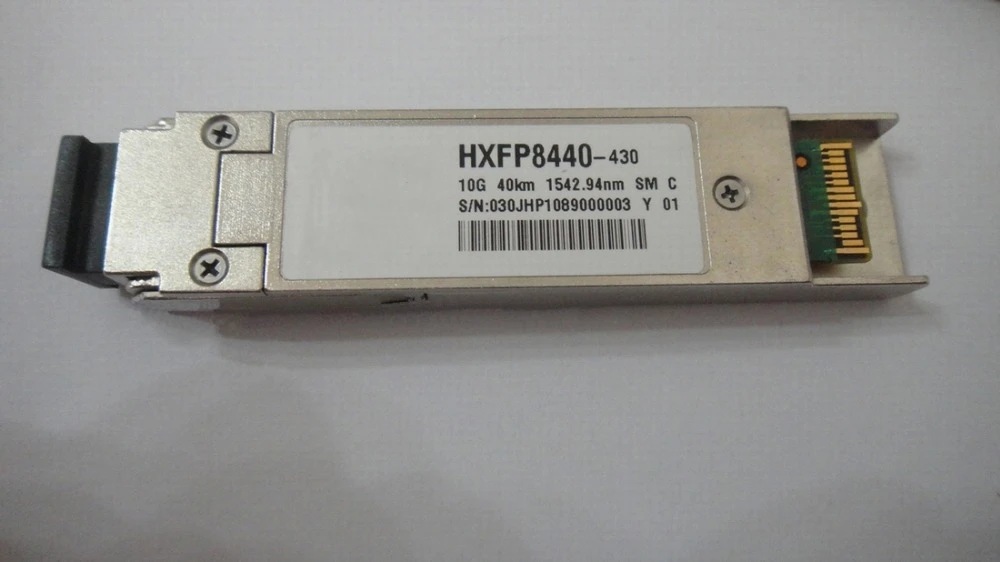 HXFP8440-430
10G 40km 1542.94nm SM C
S/N:030JHP1089000003 Y 01